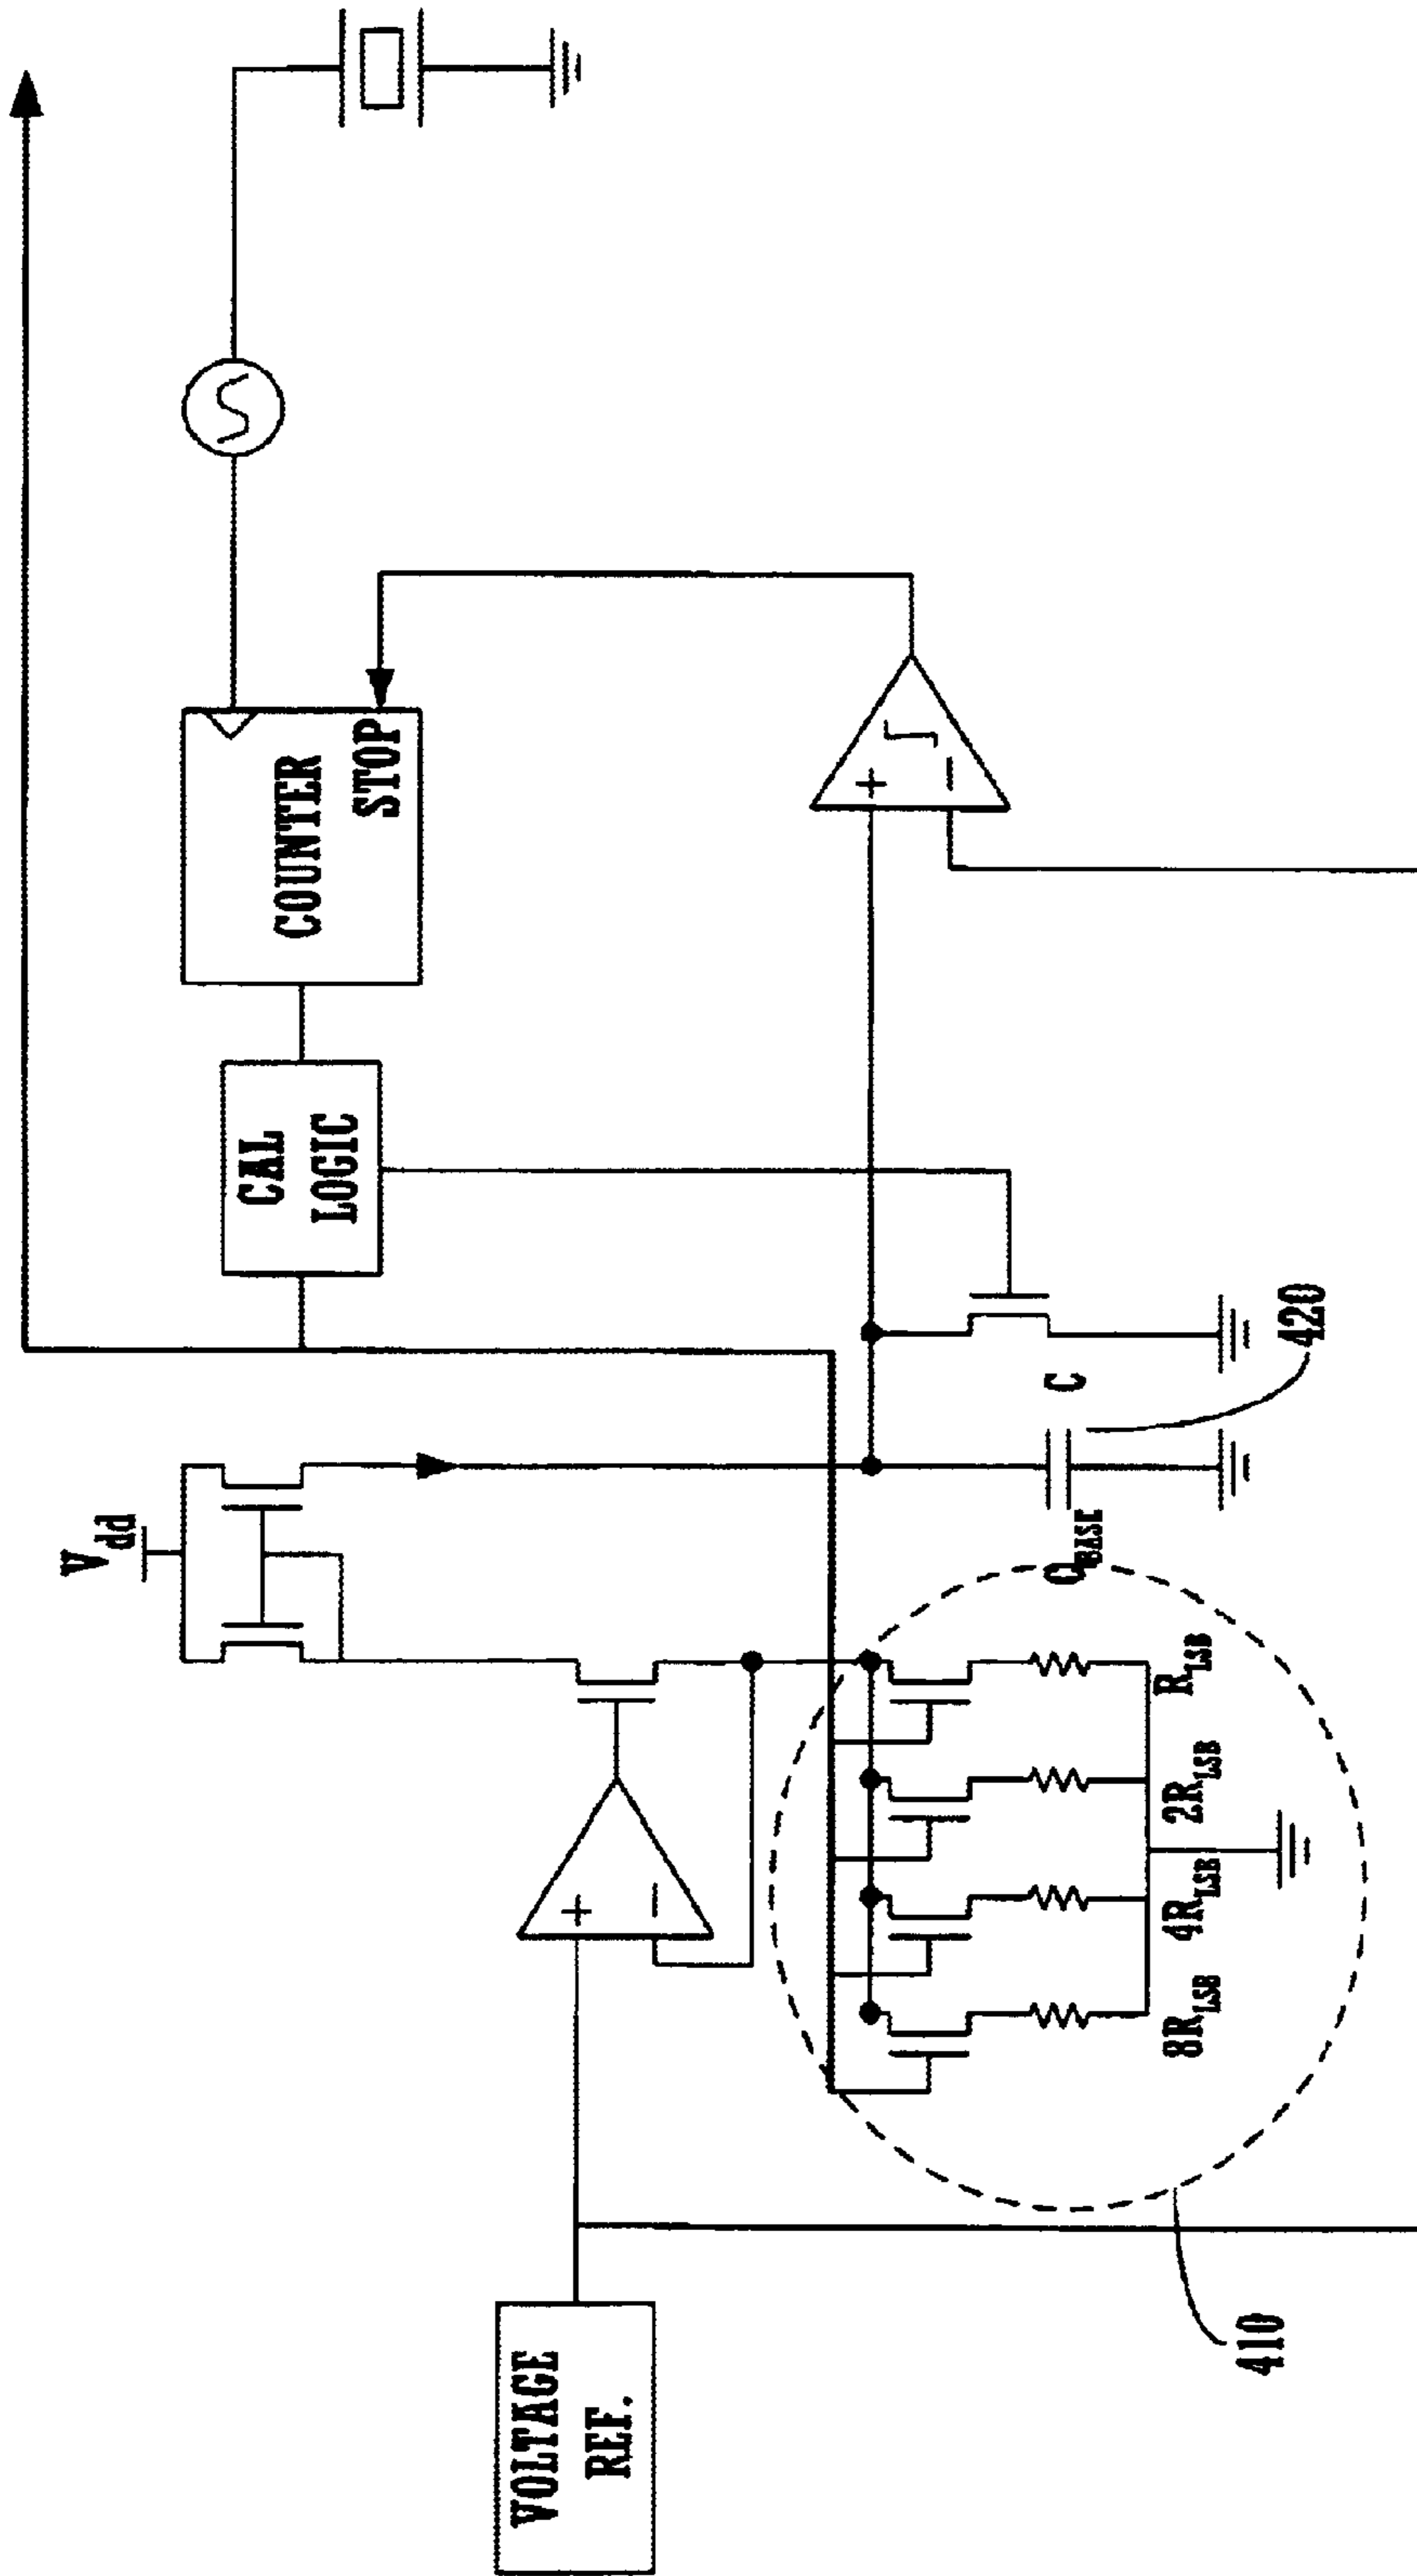 VOLTAGE
REF.
V dd
CAL
LOGIC
COUNTER
STOP
+
−
+
−
8R LSB
4R LSB
2R LSB
R LSB
Q BASE
C
410
420